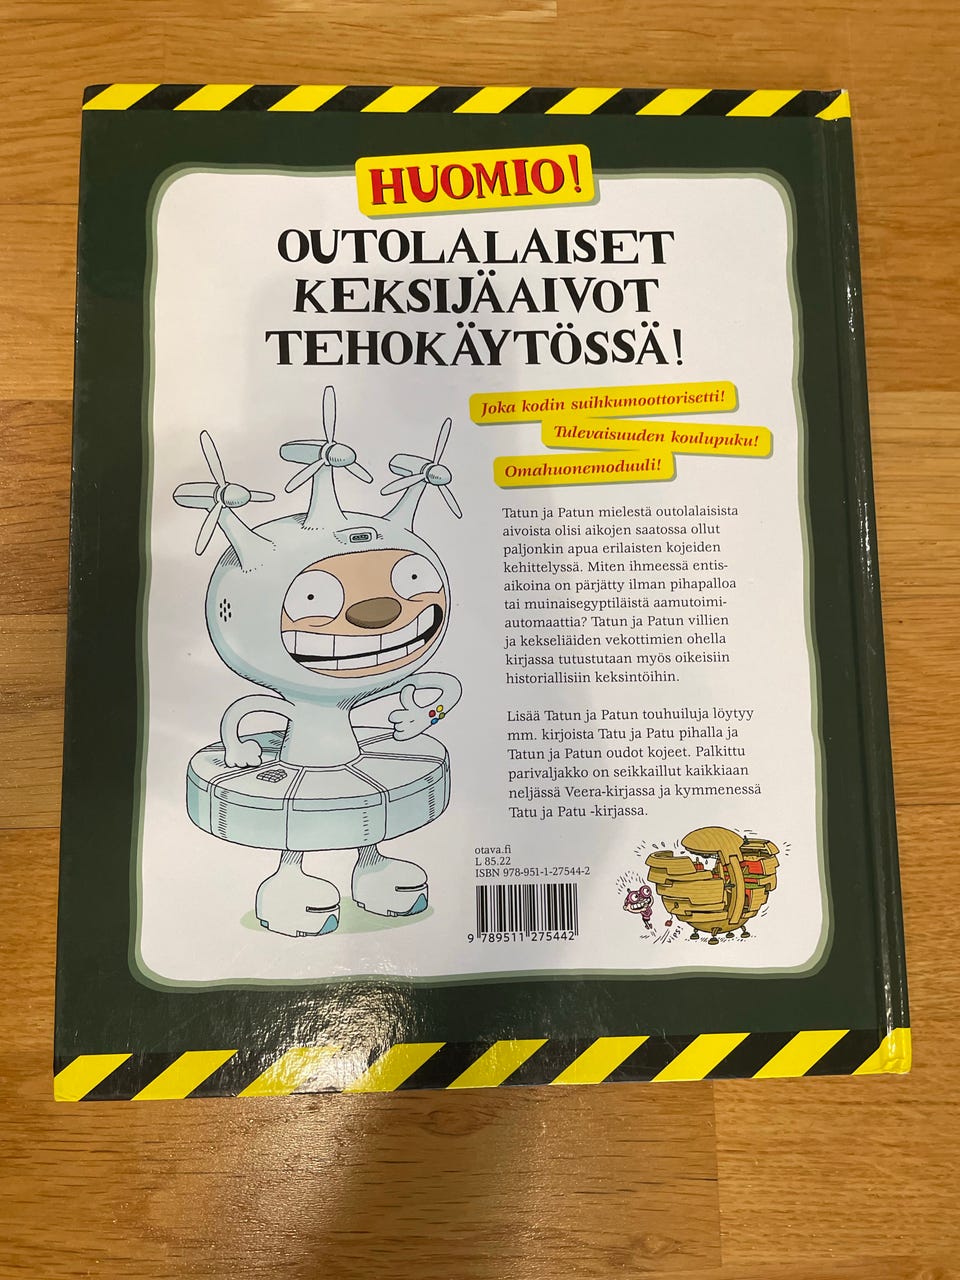 HUOMIO!
OUTOLALAISET
KEKSIJÄAIVOT
TEHOKÄYTÖSSÄ!
Joka kodin suihkumoottorisetti!
Tulevaisuuden koulupuku!
Omahuonemoduuli!
Tatun ja Patun mielestä outolalaisista
aivoista olisi aikojen saatossa ollut
paljonkin apua erilaisten kojeiden
kehittelyssä. Miten ihmeessä entis-
aikoina on pärjätty ilman pihapalloa
tai muinaisegyptiläistä aamutoimi-
automaattia? Tatun ja Patun villien
ja kekseliäiden vekottimien ohella
kirjassa tutustutaan myös oikeisiin
historiallisiin keksintöihin.
Lisää Tatun ja Patun touhuiluja löytyy
mm. kirjoista Tatu ja Patu pihalla ja
Tatun ja Patun oudot kojeet. Palkittu
parivaljakko on seikkaillut kaikkiaan
neljässä Veera-kirjassa ja kymmenessä
Tatu ja Patu -kirjassa.
otava.fi
L 85.22
ISBN 978-951-1-27544-2
9 789511 275442
VIPS!